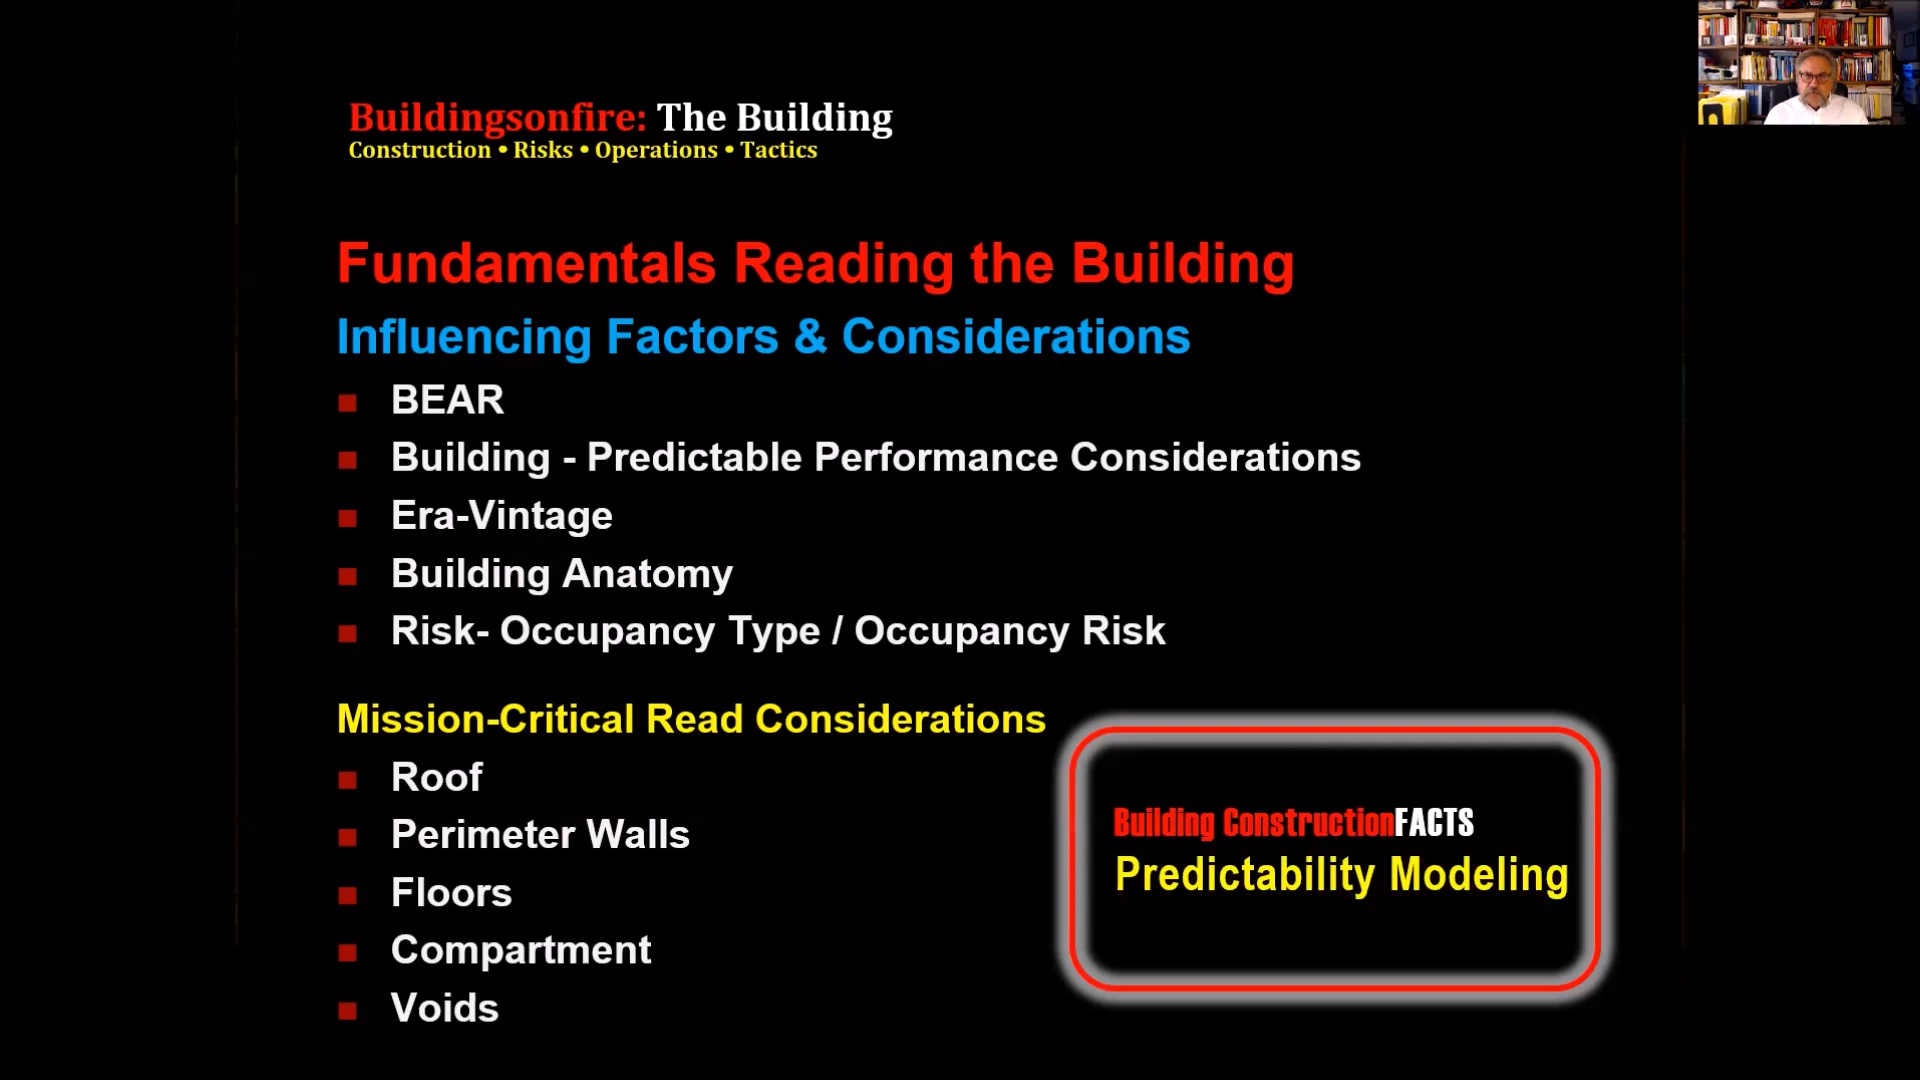 Buildingsonfire: The Building
Construction • Risks • Operations • Tactics
Fundamentals Reading the Building
Influencing Factors & Considerations
BEAR
Building - Predictable Performance Considerations
Era-Vintage
Building Anatomy
Risk- Occupancy Type / Occupancy Risk
Mission-Critical Read Considerations
Roof
Perimeter Walls
Floors
Compartment
Voids
Building ConstructionFACTS
Predictability Modeling